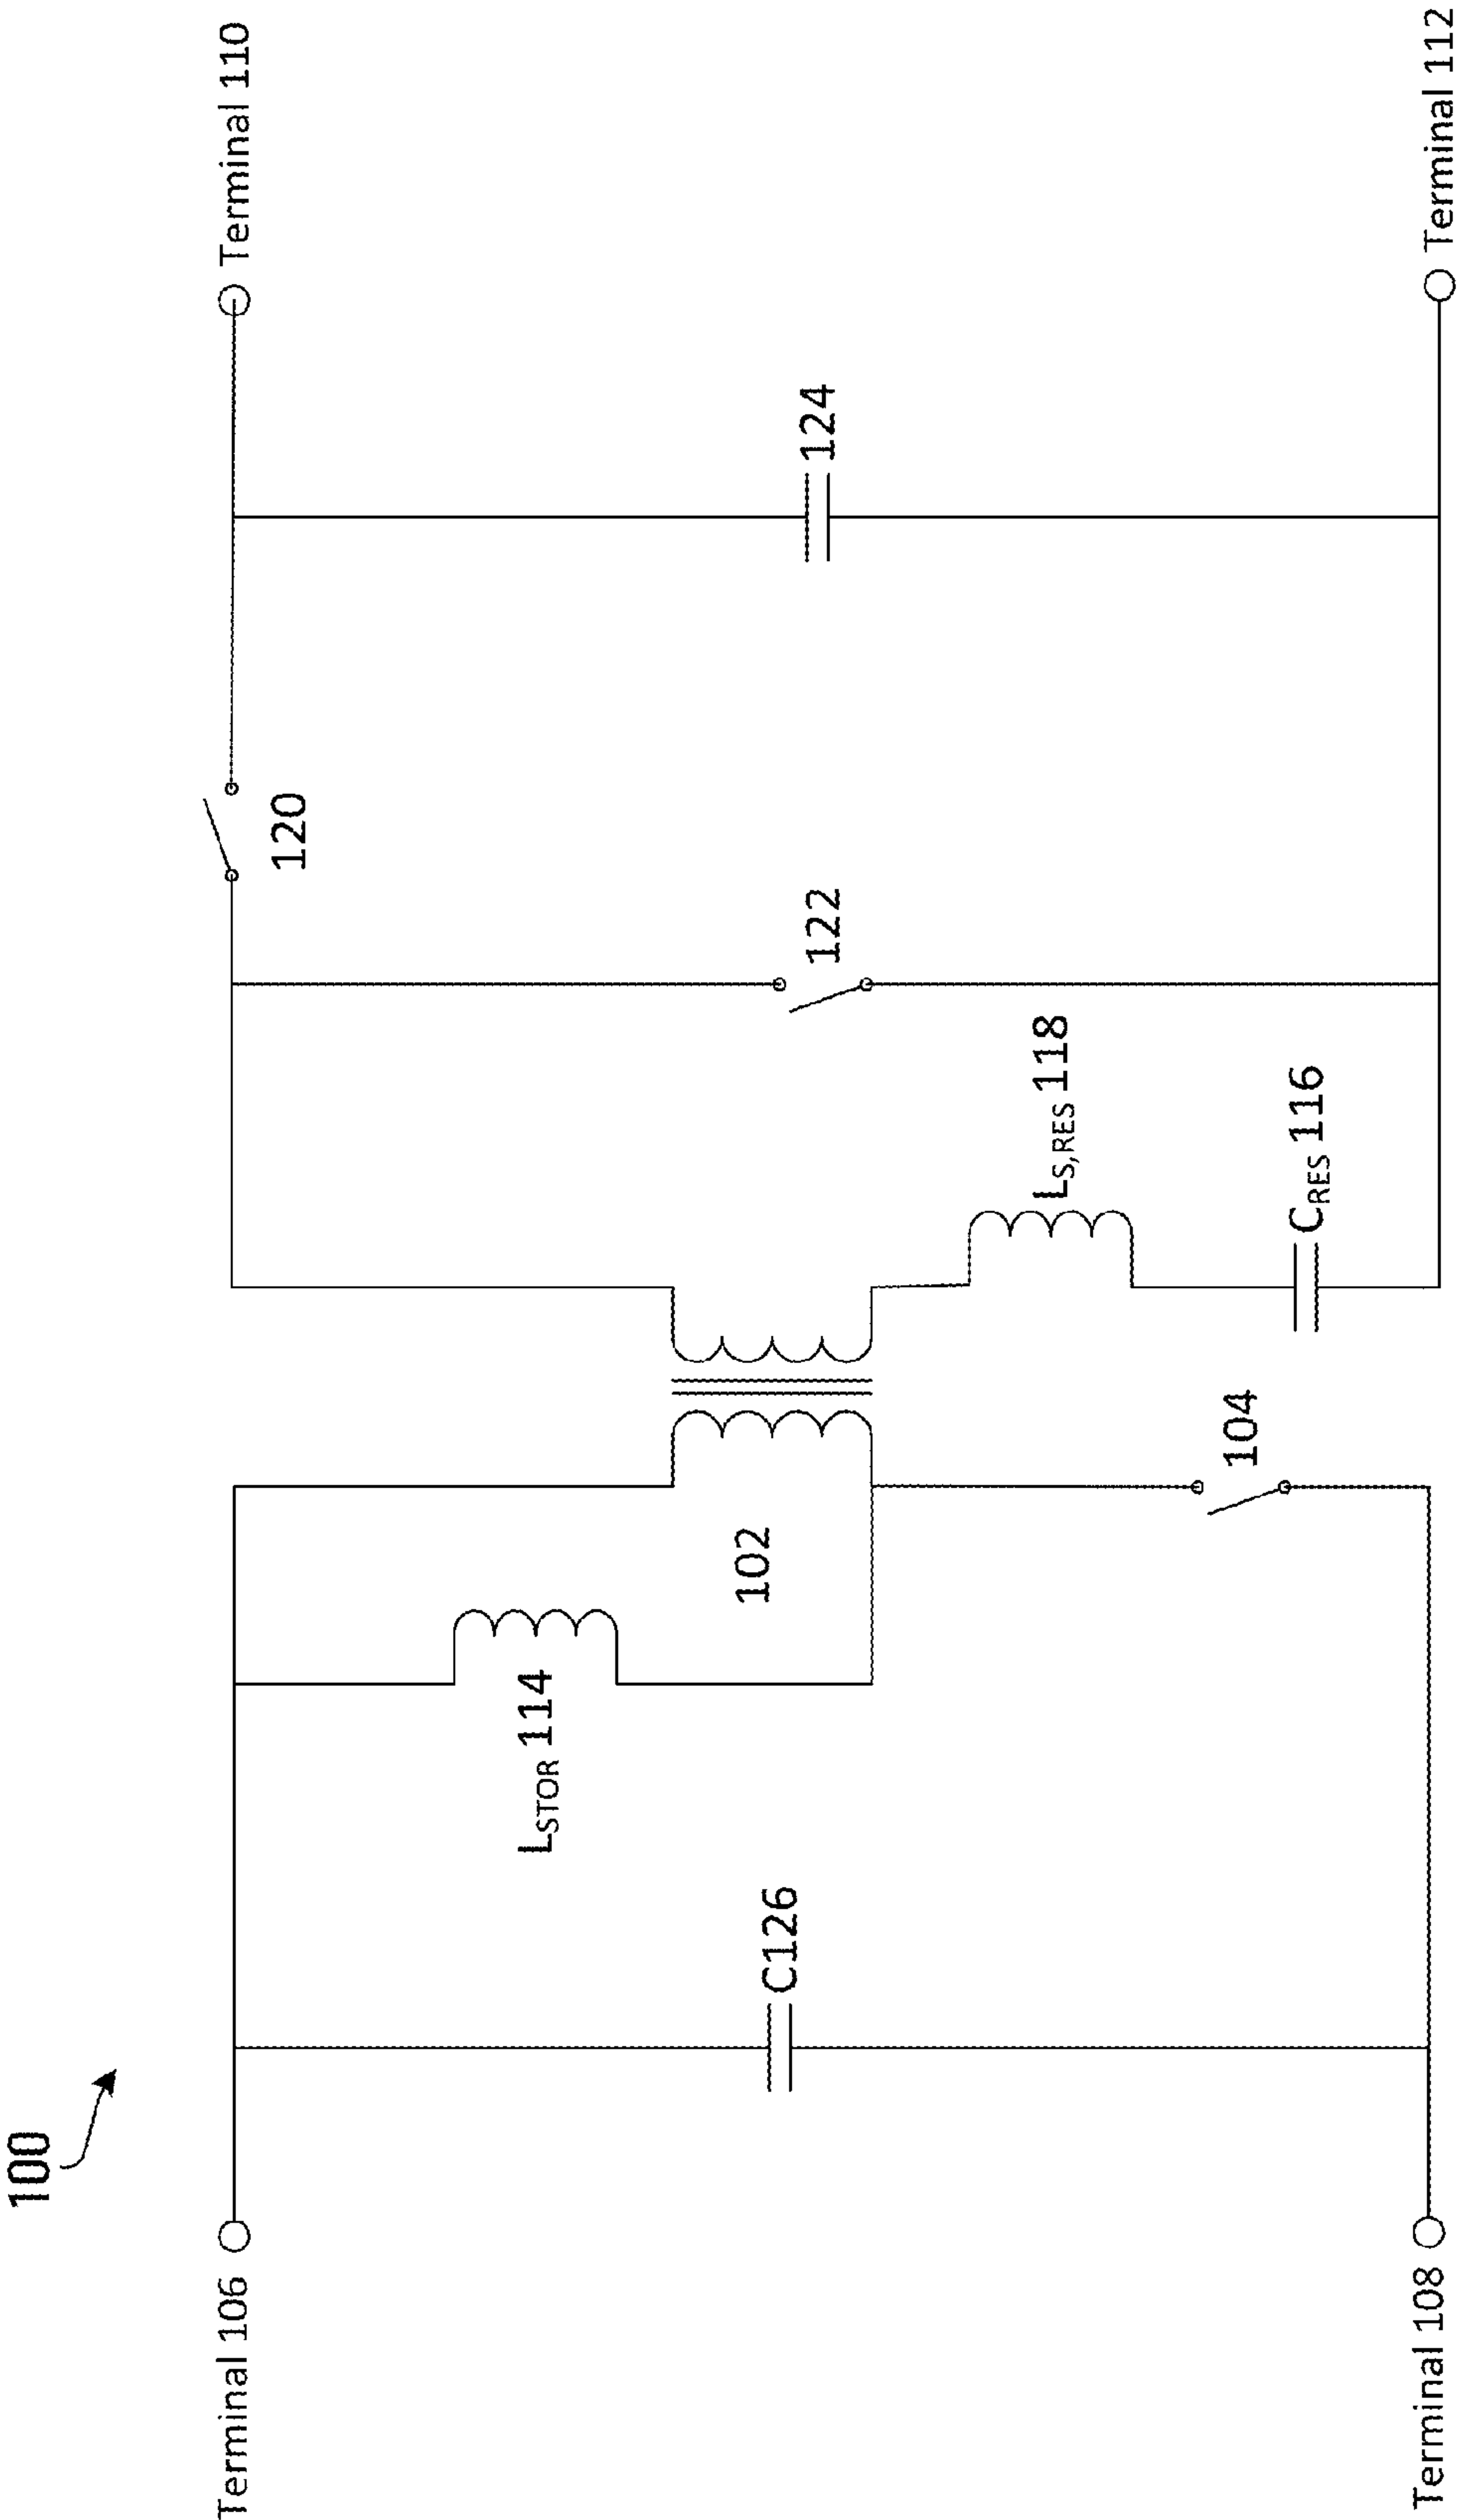 100
Terminal 106
Terminal 110
120
LSTOR 114
102
C126
122
124
LS,RES 118
104
CRES 116
Terminal 108
Terminal 112